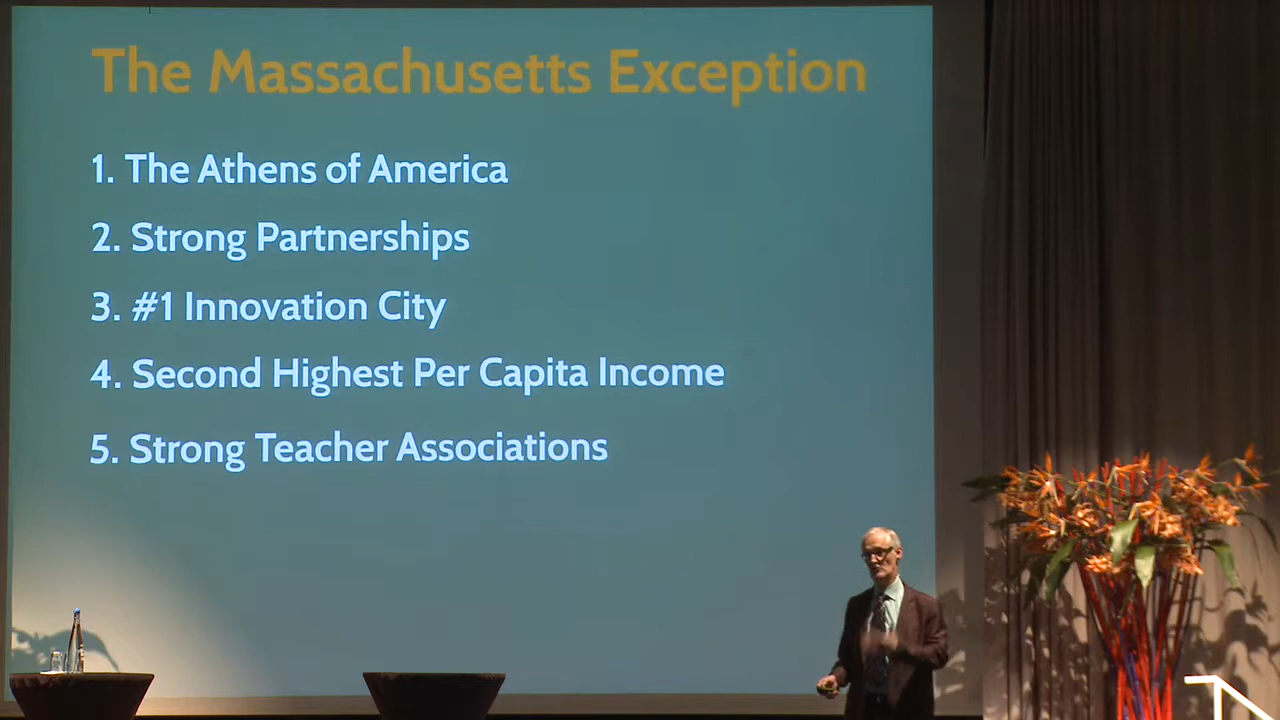 The Massachusetts Exception
1. The Athens of America
2. Strong Partnerships
3. #1 Innovation City
4. Second Highest Per Capita Income
5. Strong Teacher Associations